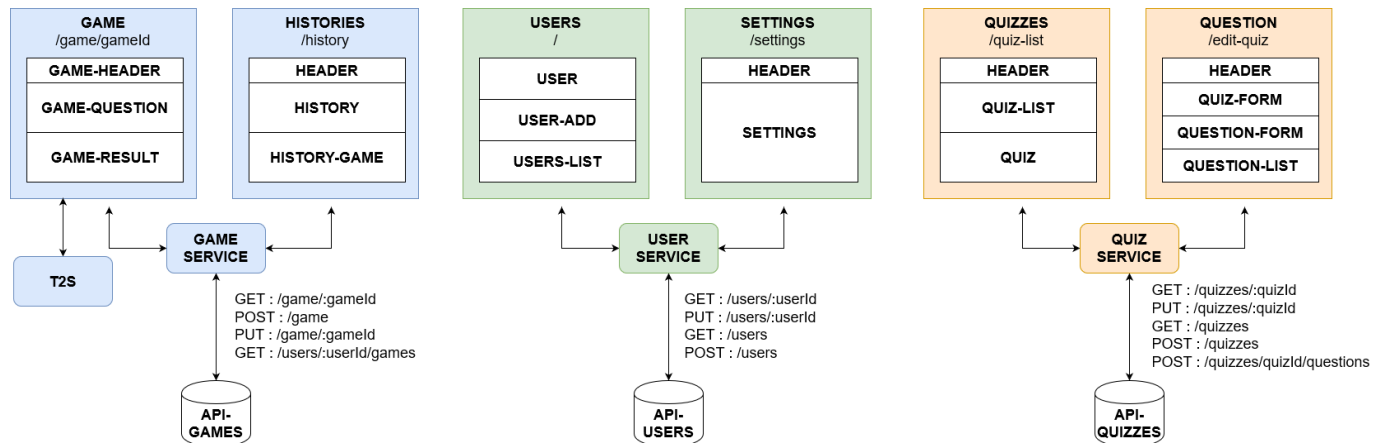 GAME
/game/gameId
GAME-HEADER
GAME-QUESTION
GAME-RESULT
HISTORIES
/history
HEADER
HISTORY
HISTORY-GAME
T2S
GAME
SERVICE
GET : /game/:gameId
POST : /game
PUT : /game/:gameId
GET : /users/:userId/games
API-
GAMES
USERS
/
USER
USER-ADD
USERS-LIST
SETTINGS
/settings
HEADER
SETTINGS
USER
SERVICE
GET : /users/:userId
PUT : /users/:userId
GET : /users
POST : /users
API-
USERS
QUIZZES
/quiz-list
HEADER
QUIZ-LIST
QUIZ
QUESTION
/edit-quiz
HEADER
QUIZ-FORM
QUESTION-FORM
QUESTION-LIST
QUIZ
SERVICE
GET : /quizzes/:quizId
PUT : /quizzes/:quizId
GET : /quizzes
POST : /quizzes
POST : /quizzes/quizId/questions
API-
QUIZZES